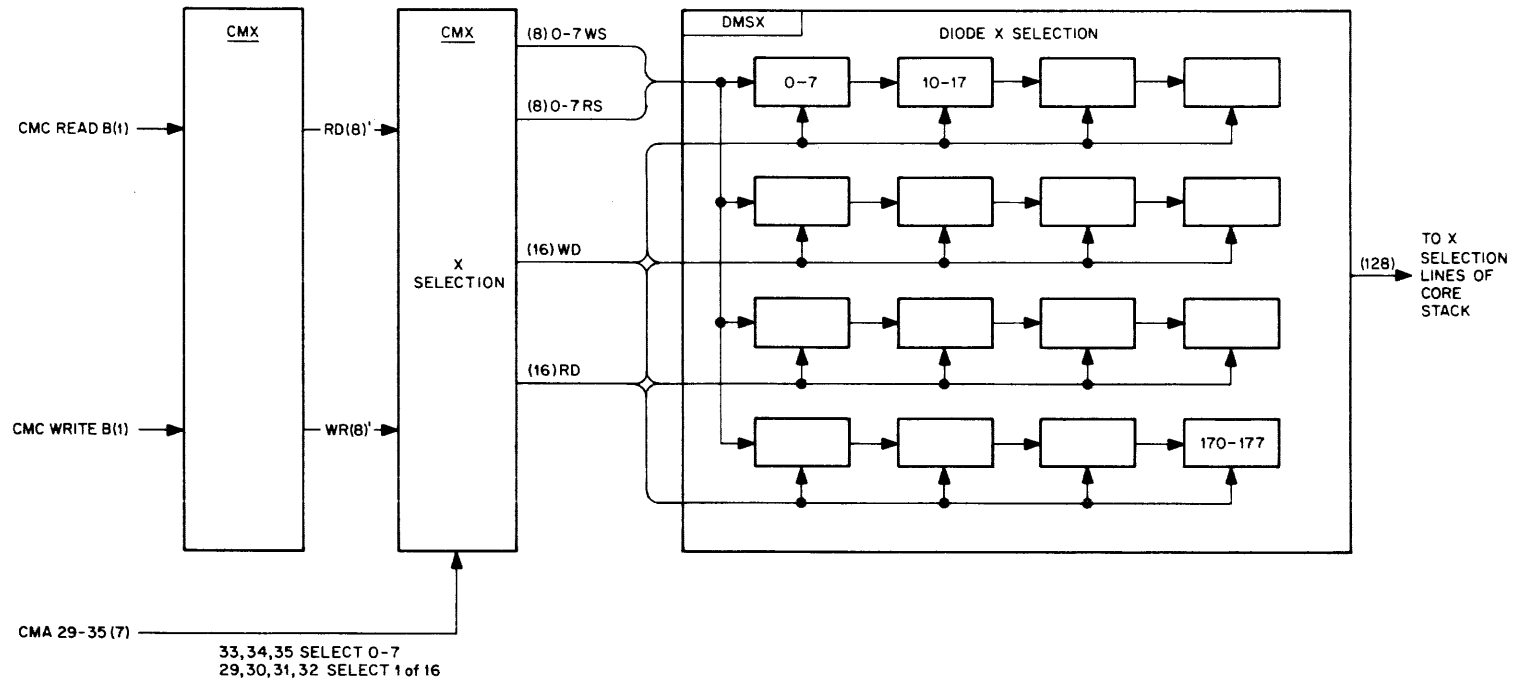 CMX
CMX
(8) 0-7 WS
DMSX
DIODE X SELECTION
0-7
10-17
(8) 0-7 RS
CMC READ B(1)
RD(8)'
(16) WD
X
SELECTION
(128)
TO X
SELECTION
LINES OF
CORE
STACK
(16) RD
CMC WRITE B(1)
WR(8)'
170-177
CMA 29-35 (7)
33,34,35 SELECT 0-7
29,30,31,32 SELECT 1 of 16